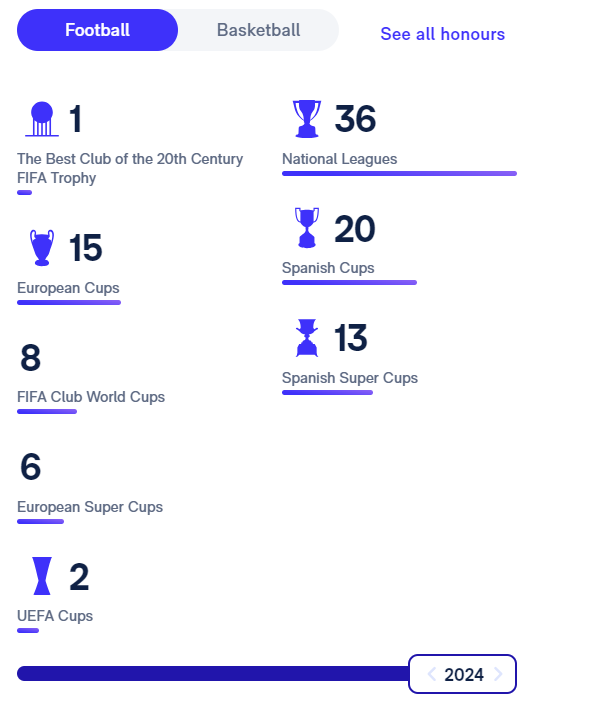 Football
Basketball
See all honours
1
The Best Club of the 20th Century
FIFA Trophy
15
European Cups
8
FIFA Club World Cups
6
European Super Cups
2
UEFA Cups
36
National Leagues
20
Spanish Cups
13
Spanish Super Cups
2024